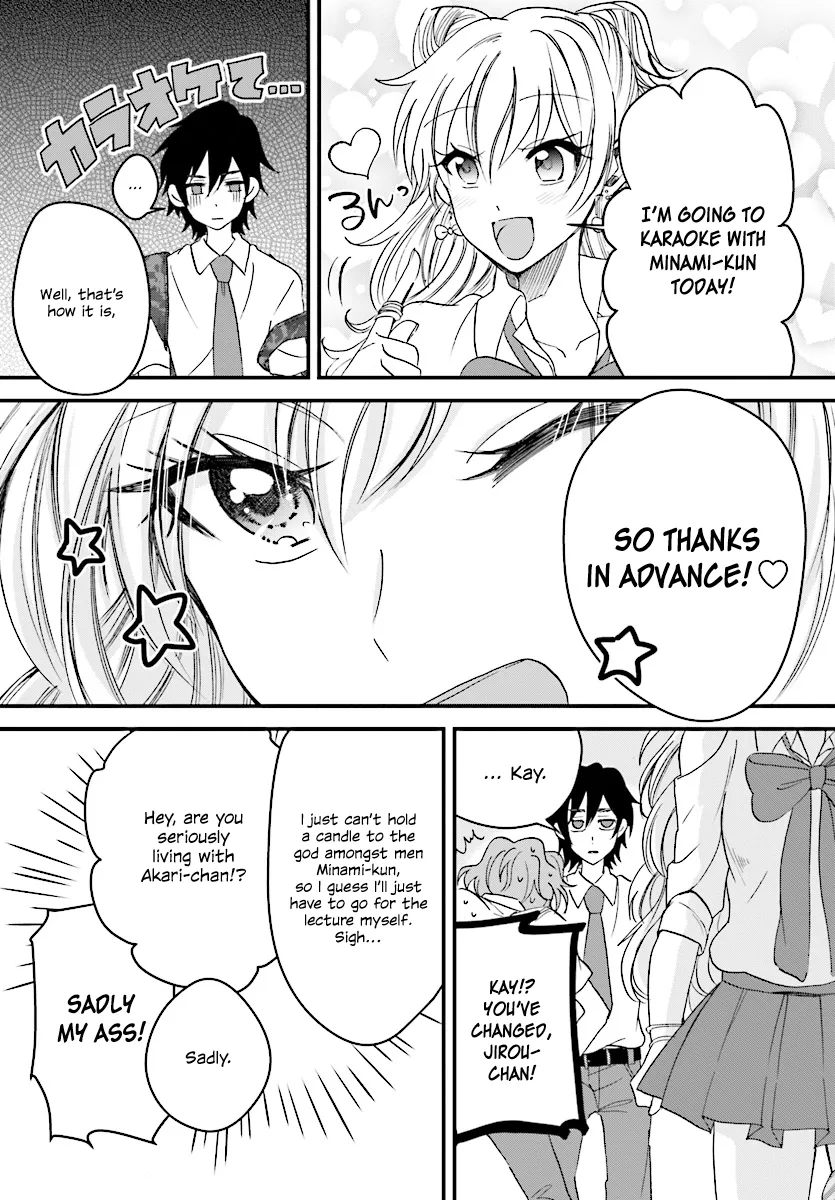 I'M GOING TO
KARAOKE WITH
MINAMI-KUN
TODAY!
るんっ
カラオケて...
...
Well, that's
how it is,
SO THANKS
IN ADVANCE! ♡
... Kay.
KAY!?
YOU'VE
CHANGED,
JIROU-
CHAN!
I just can't hold
a candle to the
god amongst men
Minami-kun,
so I guess I'll just
have to go for the
lecture myself.
Sigh...
Hey, are you
seriously
living with
Akari-chan!?
Sadly.
SADLY
MY ASS!